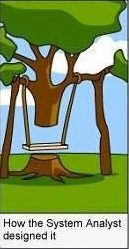 How the System Analyst
designed it